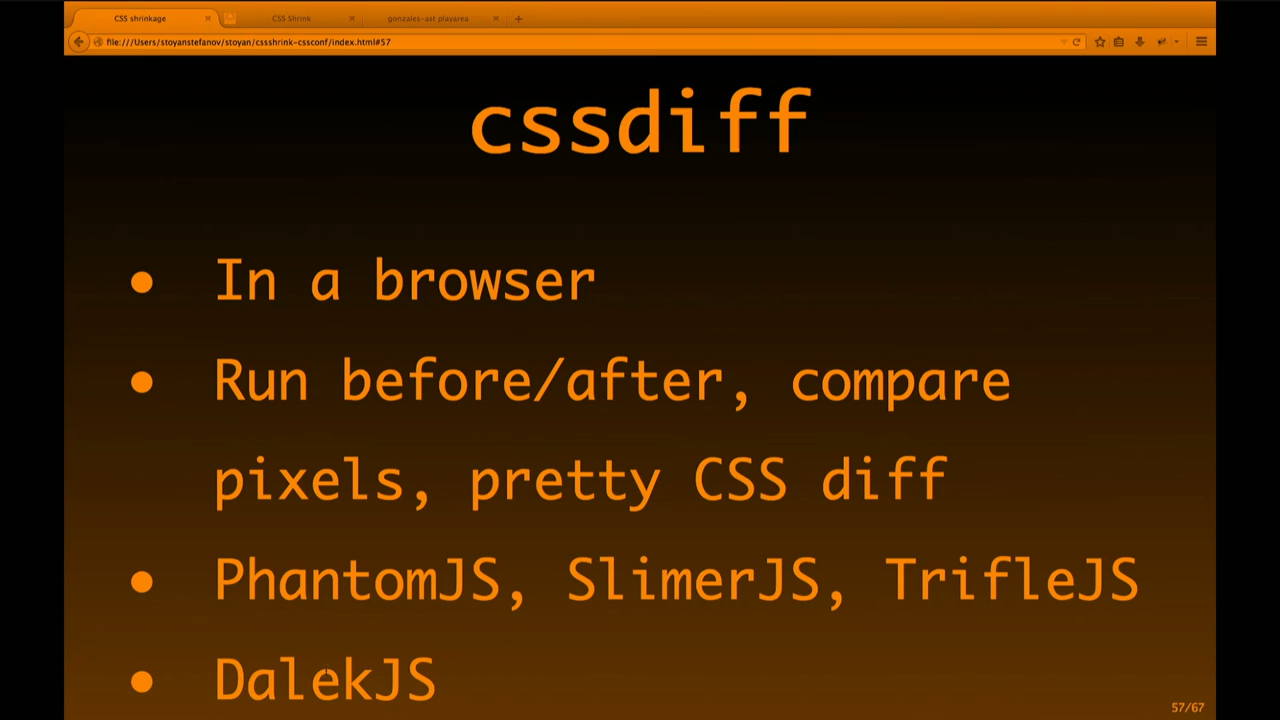 CSS shrinkage
CSS Shrink
gonzales-ast playarea
file:///Users/stoyanstefanov/stoyan/cssshrink-cssconf/index.html#57
cssdiff
• In a browser
• Run before/after, compare
pixels, pretty CSS diff
• PhantomJS, SlimerJS, TrifleJS
• DalekJS
57/67